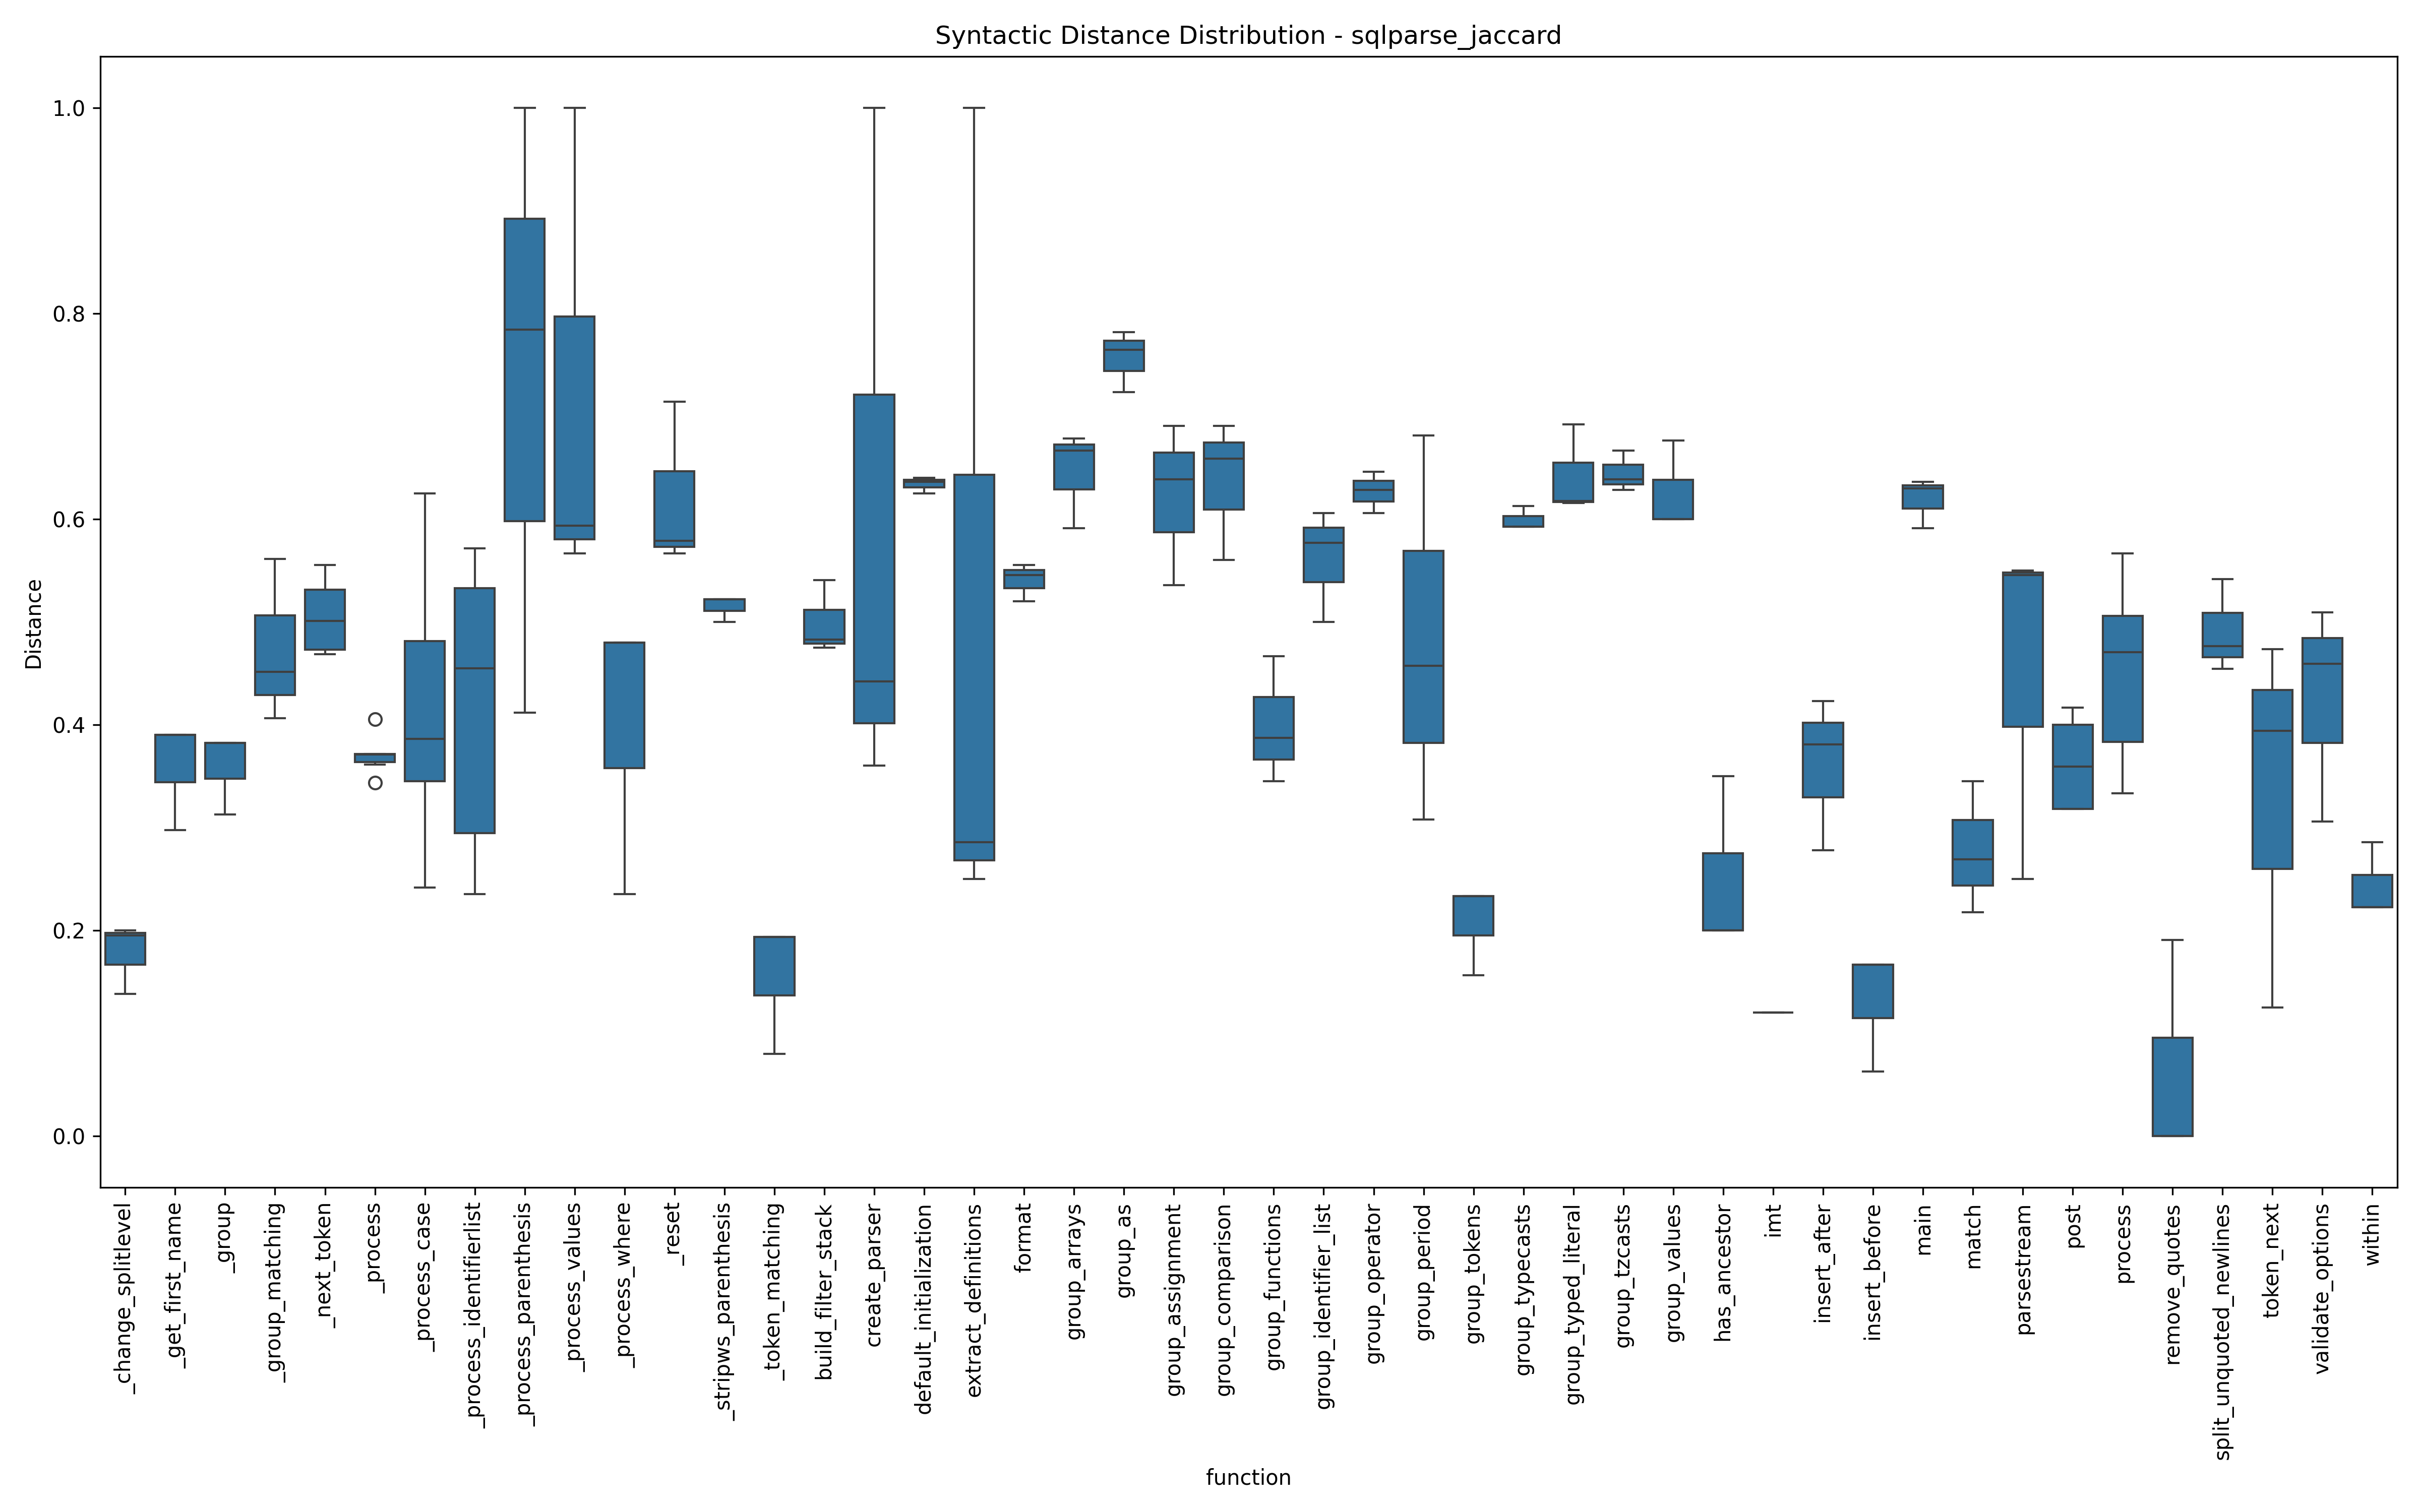 Syntactic Distance Distribution - sqlparse_jaccard
Distance
1.0
0.8
0.6
0.4
0.2
0.0
_change_splitlevel
_get_first_name
_group
_group_matching
_next_token
_process
_process_case
_process_identifierlist
_process_parenthesis
_process_values
_process_where
_reset
_stripws_parenthesis
_token_matching
build_filter_stack
create_parser
default_initialization
extract_definitions
format
group_arrays
group_as
group_assignment
group_comparison
group_functions
group_identifier_list
group_operator
group_period
group_tokens
group_typecasts
group_typed_literal
group_tzcasts
group_values
has_ancestor
imt
insert_after
insert_before
main
match
parsestream
post
process
remove_quotes
split_unquoted_newlines
token_next
validate_options
within
function